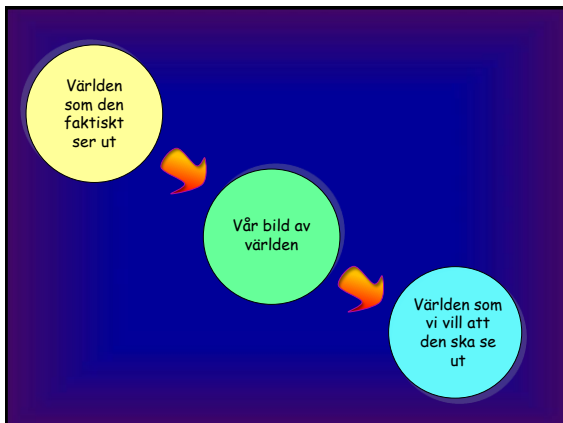 Världen
som den
faktiskt
ser ut
Vår bild av
världen
Världen som
vi vill att
den ska se
ut